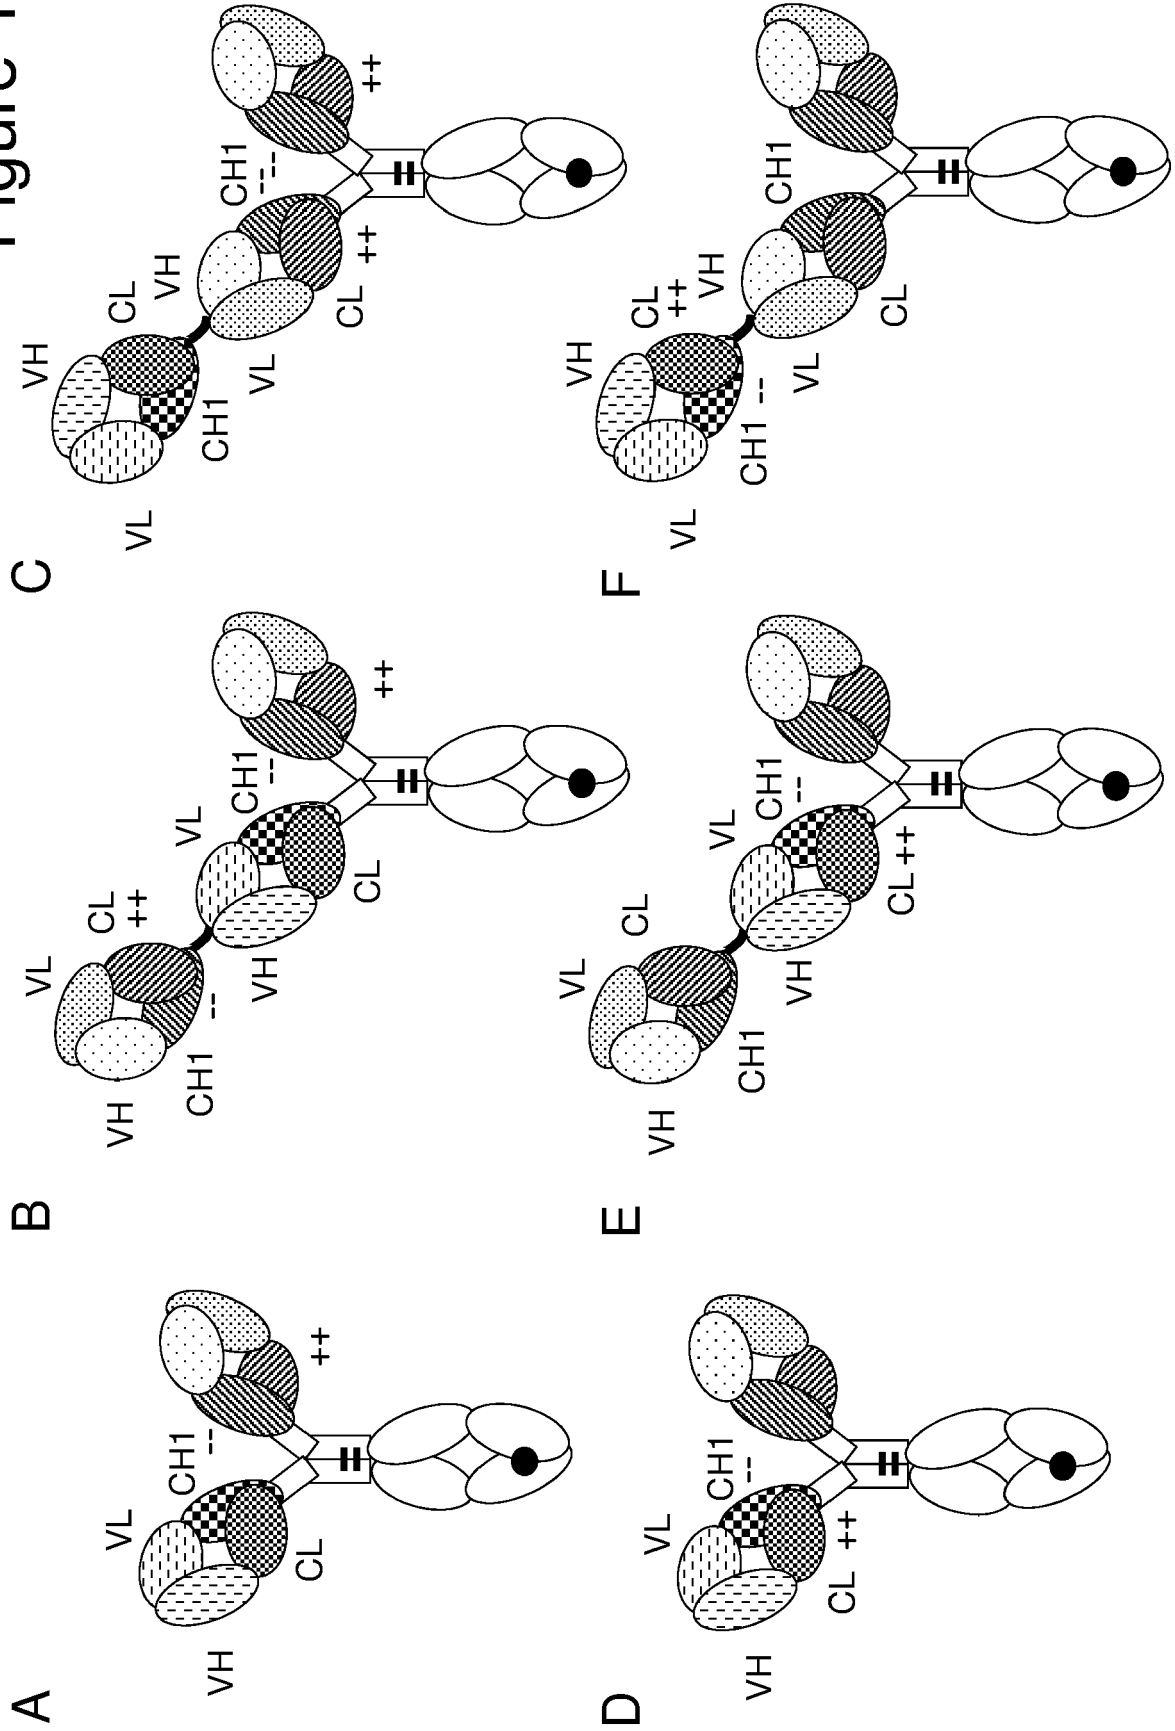 Figure 1
A
VL
CH1
--
++
CL
VH
B
VL
CL
++
VH
CH1
--
VL
CH1
--
++
VH
CL
C
VH
CL
VL
CH1
VH
CH1
--
--
++
VL
CL
++
D
VL
CH1
--
VH
CL ++
E
VL
CL
VH
CH1
VL
CH1
--
VH
CL ++
F
VH
CL
++
VL
CH1 --
VH
CH1
VL
CL